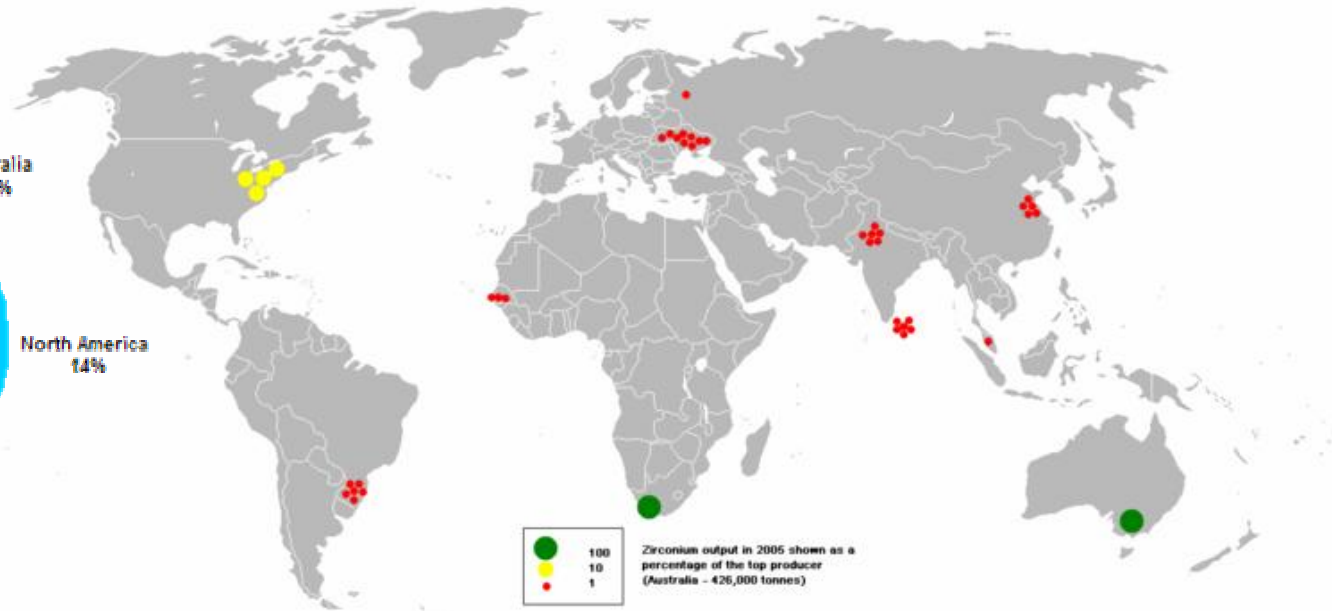 alia
%
North America
14%
100
10
1
Zirconium output in 2005 shown as a
percentage of the top producer
(Australia - 426,000 tonnes)